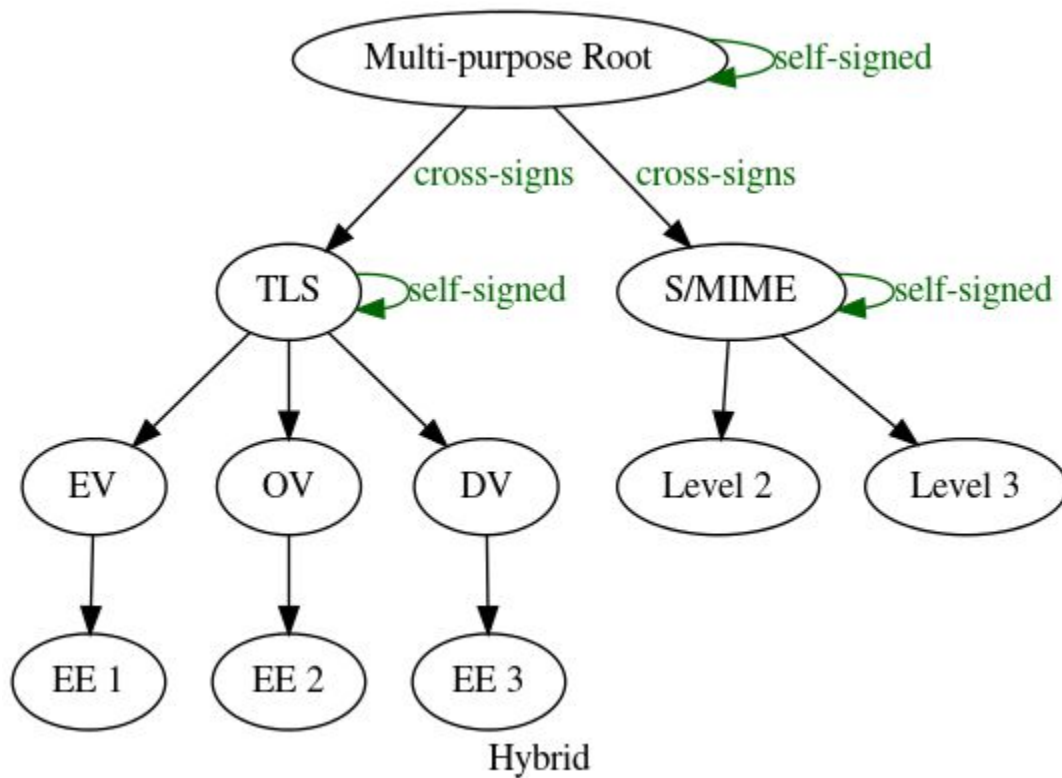 Multi-purpose Root
self-signed
cross-signs
cross-signs
TLS
self-signed
S/MIME
self-signed
EV
OV
DV
Level 2
Level 3
EE 1
EE 2
EE 3
Hybrid